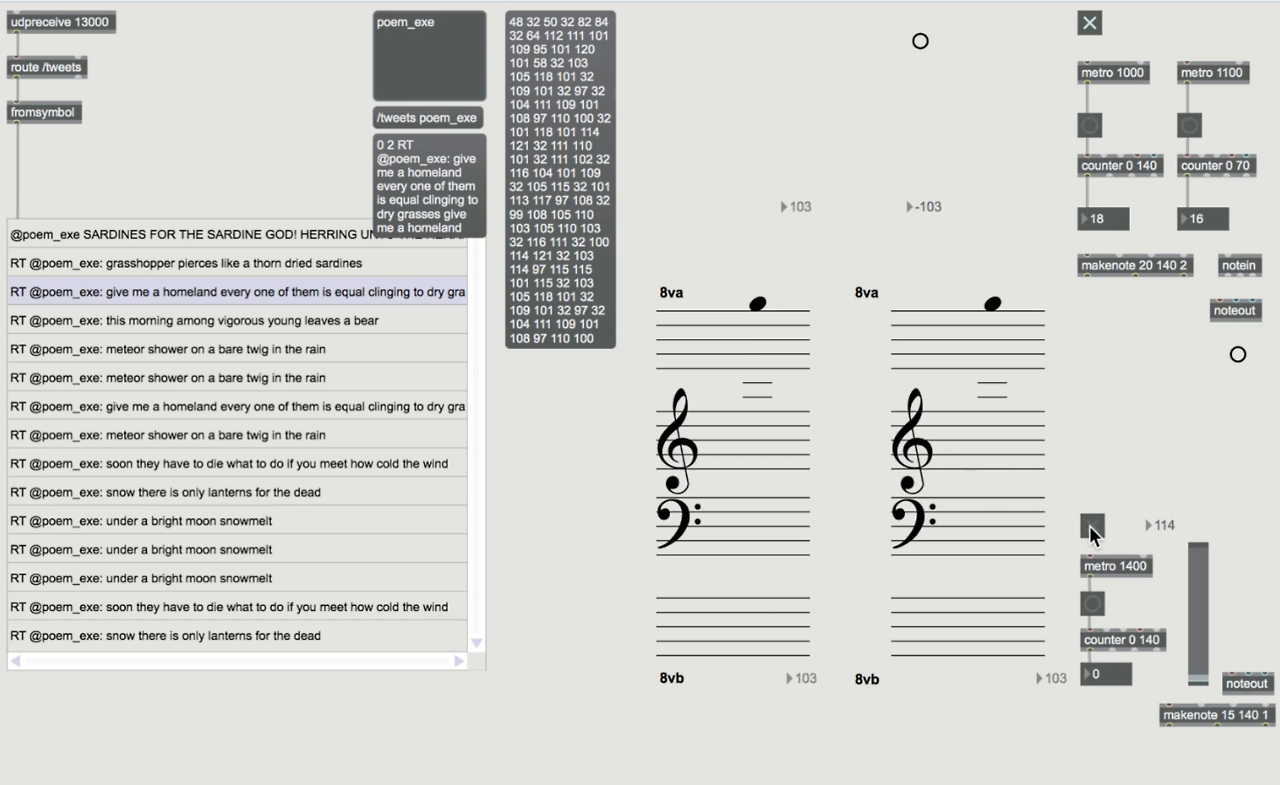 udpreceive 13000
route /tweets
fromsymbol
poem_exe
/tweets poem_exe
0 2 RT
@poem_exe: give
me a homeland
every one of them
is equal clinging to
dry grasses give
me a homeland
@poem_exe SARDINES FOR THE SARDINE GOD! HERRING
RT @poem_exe: grasshopper pierces like a thorn dried sardines
RT @poem_exe: give me a homeland every one of them is equal clinging to dry gra
RT @poem_exe: this morning among vigorous young leaves a bear
RT @poem_exe: meteor shower on a bare twig in the rain
RT @poem_exe: meteor shower on a bare twig in the rain
RT @poem_exe: give me a homeland every one of them is equal clinging to dry gra
RT @poem_exe: meteor shower on a bare twig in the rain
RT @poem_exe: soon they have to die what to do if you meet how cold the wind
RT @poem_exe: snow there is only lanterns for the dead
RT @poem_exe: under a bright moon snowmelt
RT @poem_exe: under a bright moon snowmelt
RT @poem_exe: under a bright moon snowmelt
RT @poem_exe: soon they have to die what to do if you meet how cold the wind
RT @poem_exe: snow there is only lanterns for the dead
48 32 50 32 82 84
32 64 112 111 101
109 95 101 120
101 58 32 103
105 118 101 32
109 101 32 97 32
104 111 109 101
108 97 110 100 32
101 118 101 114
121 32 111 110
101 32 111 102 32
116 104 101 109
32 105 115 32 101
113 117 97 108 32
99 108 105 110
103 105 110 103
32 116 111 32 100
114 121 32 103
114 97 115 115
101 115 32 103
105 118 101 32
109 101 32 97 32
104 111 109 101
108 97 110 100
103
-103
8va
8va
8vb
103
8vb
103
metro 1000
metro 1100
counter 0 140
counter 0 70
18
16
makenote 20 140 2
notein
noteout
114
metro 1400
counter 0 140
0
noteout
makenote 15 140 1